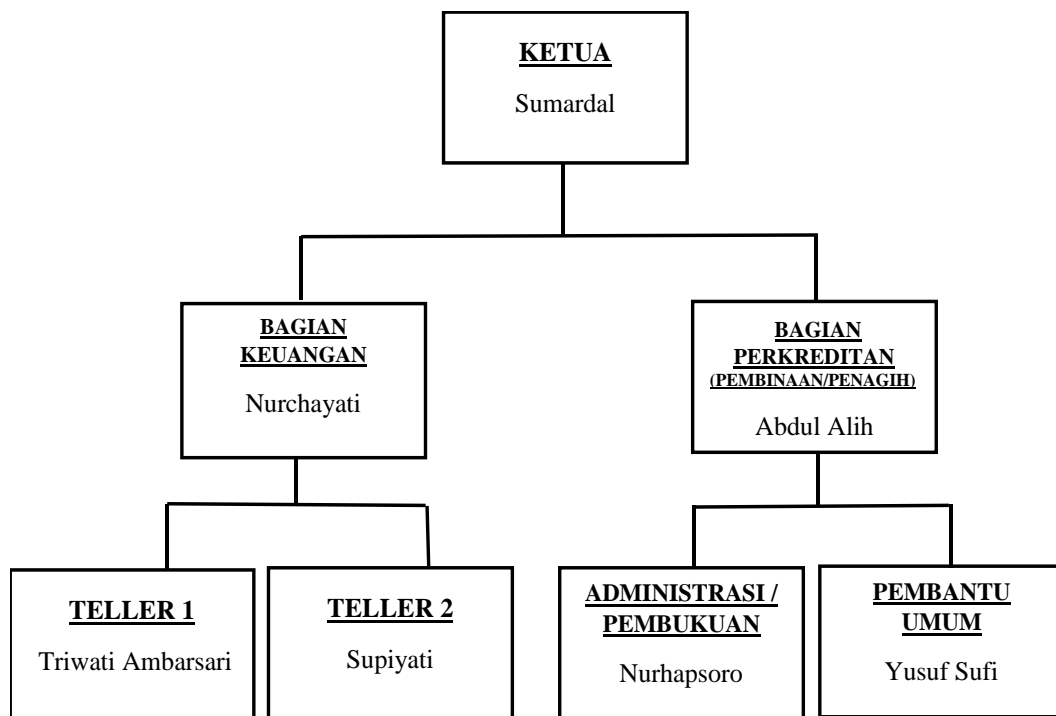 KETUA
Sumardal
BAGIAN
KEUANGAN
Nurchayati
BAGIAN
PERKREDITAN
(PEMBINAAN/PENAGIH)
Abdul Alih
TELLER 1
Triwati Ambarsari
TELLER 2
Supiyati
ADMINISTRASI /
PEMBUKUAN
Nurhapsoro
PEMBANTU
UMUM
Yusuf Sufi